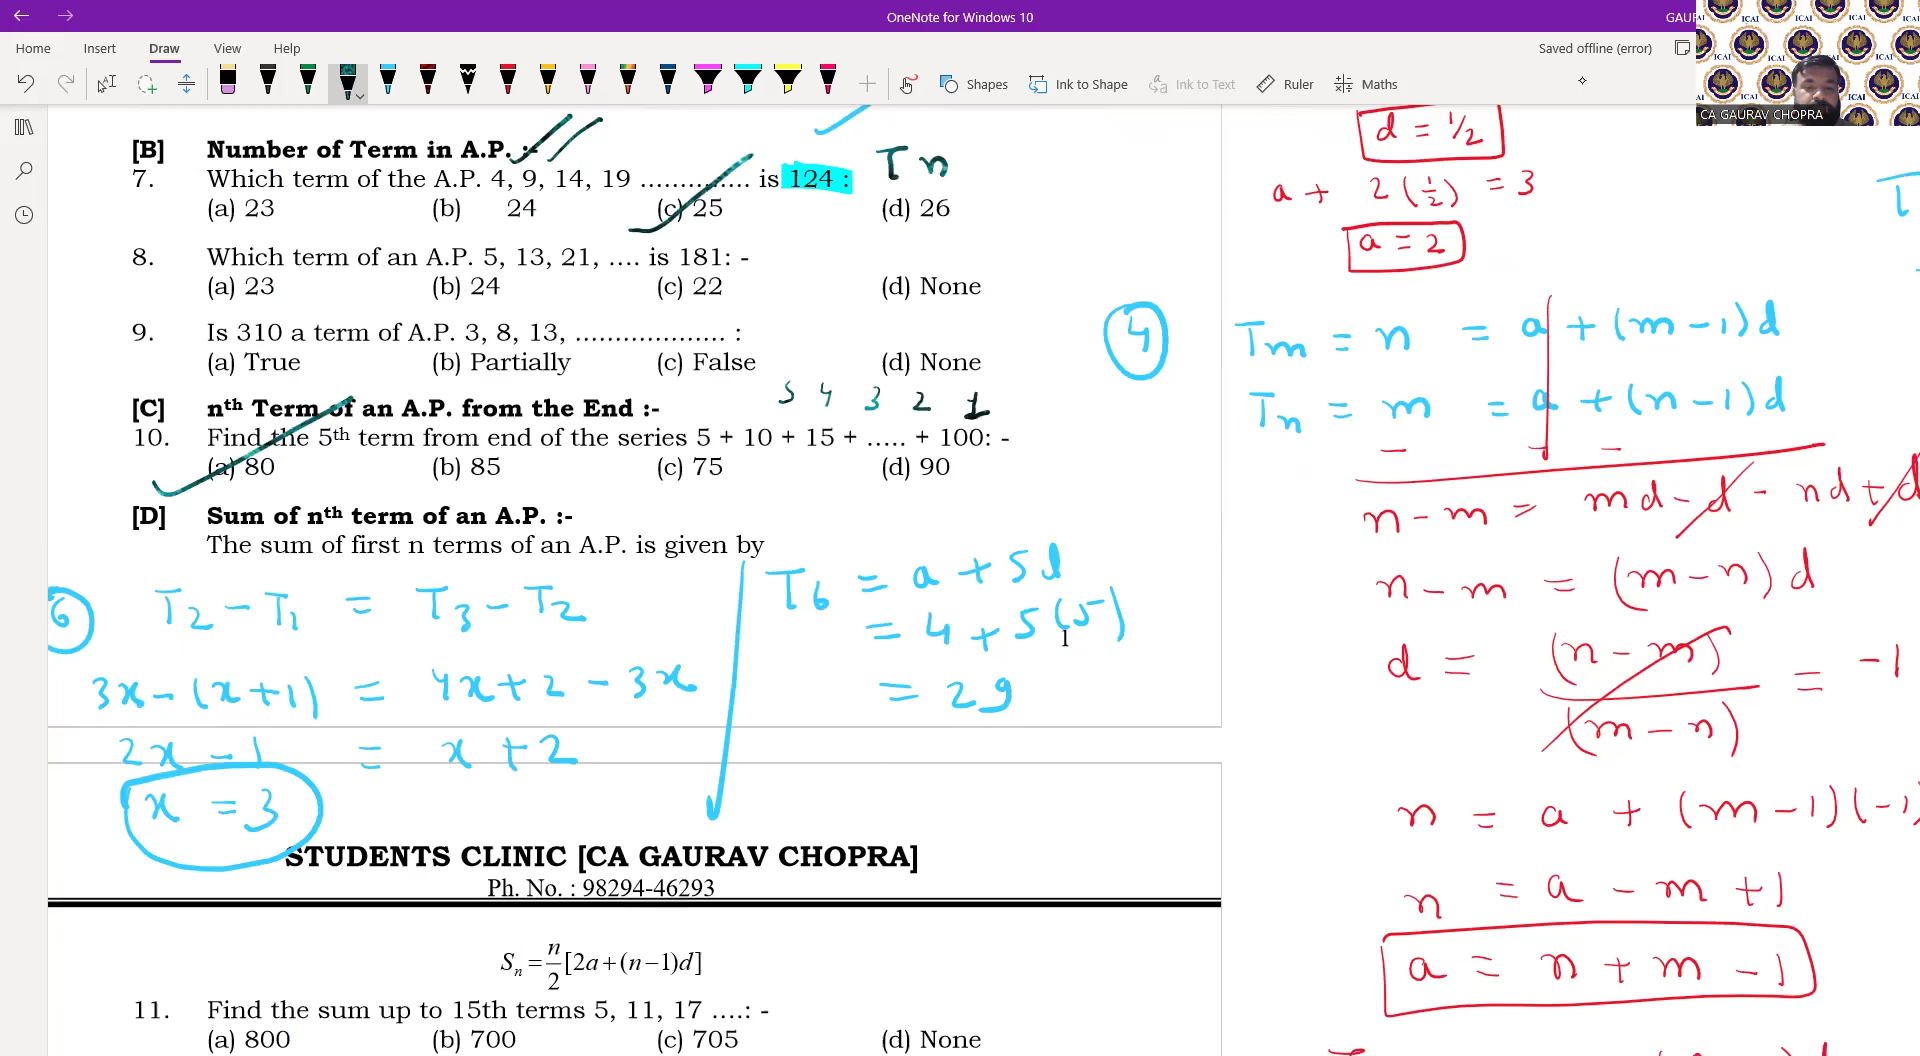 OneNote for Windows 10
GAUR
Home Insert Draw View Help
Saved offline (error)
Shapes Ink to Shape Ink to Text Ruler Maths
ICAI
CA GAURAV CHOPRA
[B] Number of Term in A.P. :-
7. Which term of the A.P. 4, 9, 14, 19 .............. is 124 : Tn
(a) 23 (b) 24 (c) 25 (d) 26
8. Which term of an A.P. 5, 13, 21, .... is 181: -
(a) 23 (b) 24 (c) 22 (d) None
9. Is 310 a term of A.P. 3, 8, 13, ................... :
(a) True (b) Partially (c) False (d) None
5 4 3 2 1
[C] nth Term of an A.P. from the End :-
10. Find the 5th term from end of the series 5 + 10 + 15 + ..... + 100: -
(a) 80 (b) 85 (c) 75 (d) 90
[D] Sum of nth term of an A.P. :-
The sum of first n terms of an A.P. is given by
6 T2 - T1 = T3 - T2
3x - (x+1) = 4x+2 - 3x
2x - 1 = x + 2
x = 3
T6 = a + 5d
= 4 + 5(5)
= 29
STUDENTS CLINIC [CA GAURAV CHOPRA]
Ph. No. : 98294-46293
Sn = n/2 [2a+(n−1)d]
11. Find the sum up to 15th terms 5, 11, 17 ....: -
(a) 800 (b) 700 (c) 705 (d) None
d = 1/2
a + 2(1/2) = 3
a = 2
T
4 Tm = n = a + (m-1)d
Tn = m = a + (n-1)d
- - -
n - m = md - d - nd + d
n - m = (m-n)d
d = (n-m)/(m-n) = -1
n = a + (m-1)(-1)
n = a - m + 1
a = n + m - 1